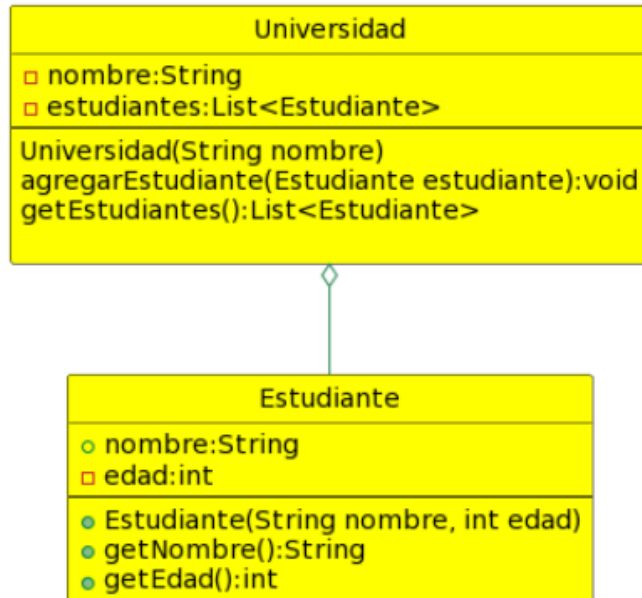 Universidad
nombre:String
estudiantes:List<Estudiante>
Universidad(String nombre)
agregarEstudiante(Estudiante estudiante):void
getEstudiantes():List<Estudiante>
Estudiante
nombre:String
edad:int
Estudiante(String nombre, int edad)
getNombre():String
getEdad():int